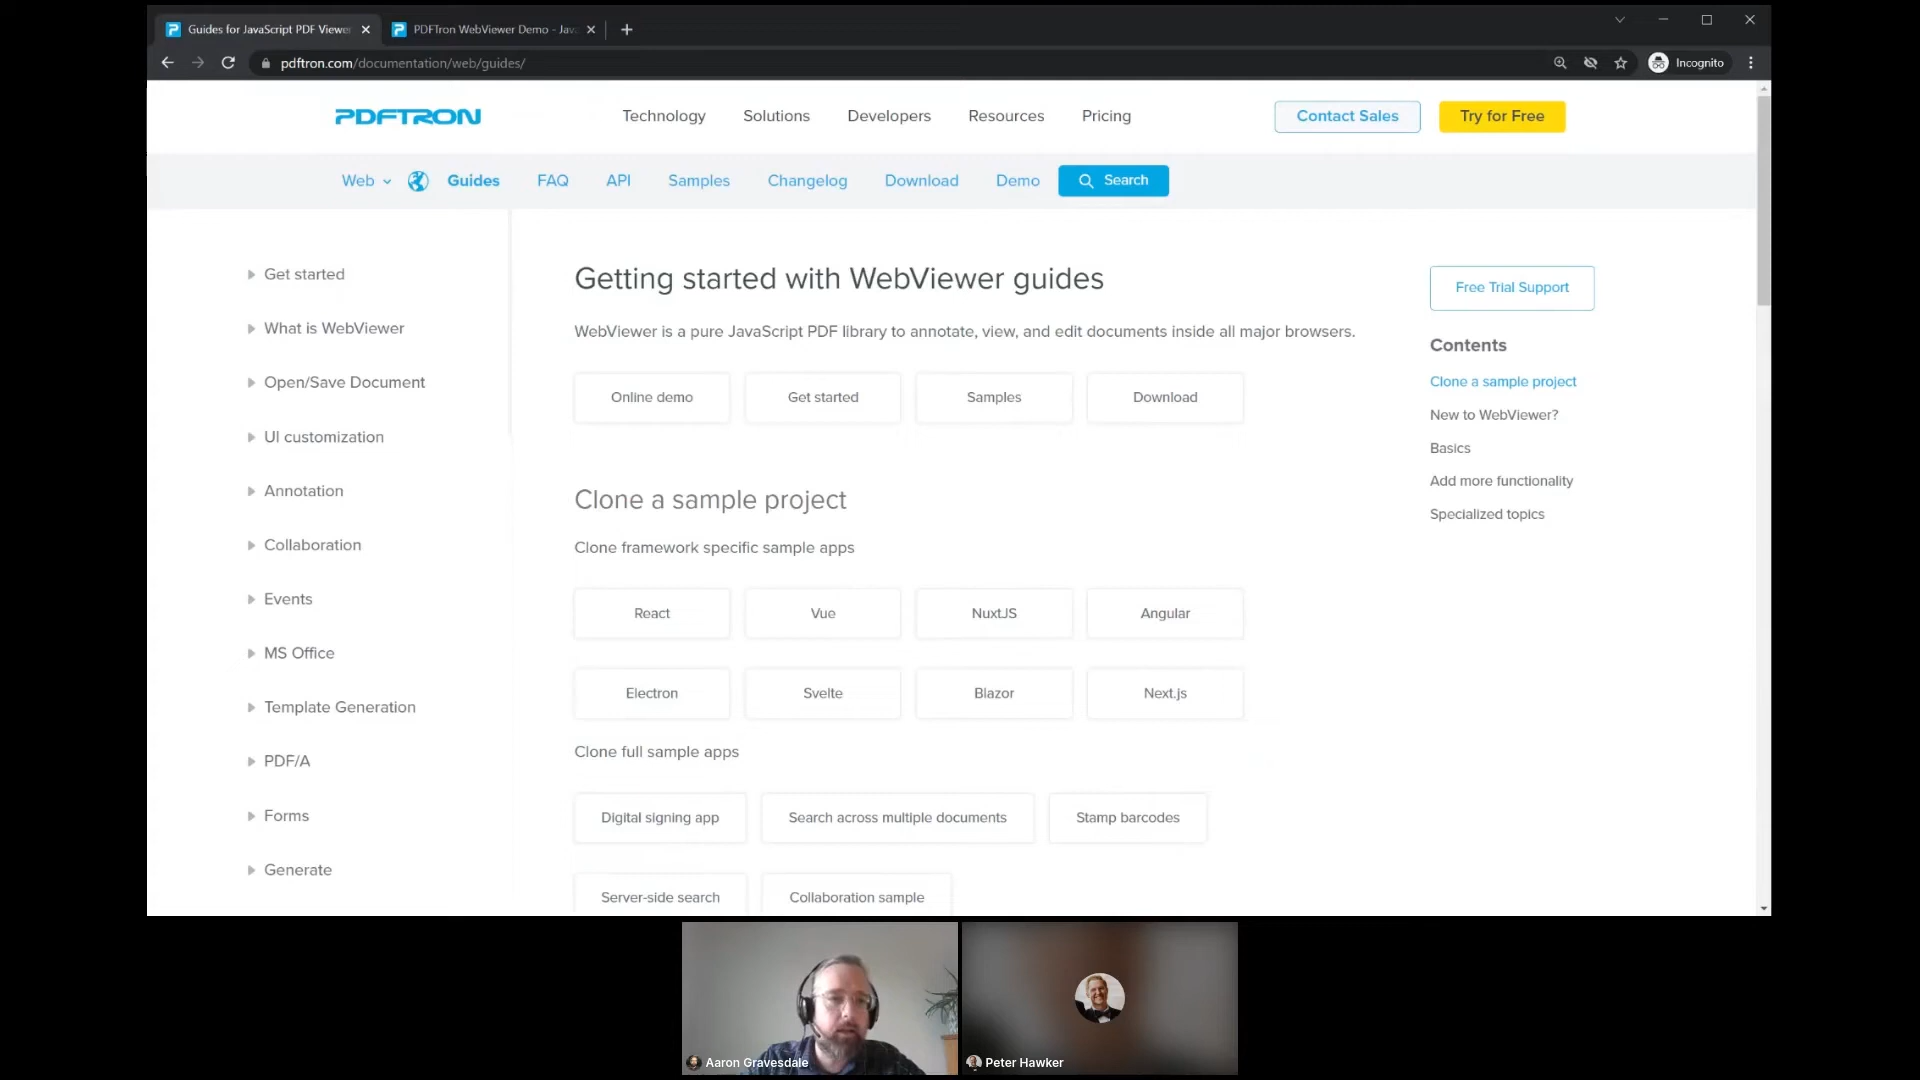 Guides for JavaScript PDF Viewer
PDFTron WebViewer Demo - Jav
pdftron.com/documentation/web/guides/
Incognito
PDFTRON
Technology
Solutions
Developers
Resources
Pricing
Contact Sales
Try for Free
Web
Guides
FAQ
API
Samples
Changelog
Download
Demo
Search
Get started
What is WebViewer
Open/Save Document
UI customization
Annotation
Collaboration
Events
MS Office
Template Generation
PDF/A
Forms
Generate
Getting started with WebViewer guides
WebViewer is a pure JavaScript PDF library to annotate, view, and edit documents inside all major browsers.
Online demo
Get started
Samples
Download
Clone a sample project
Clone framework specific sample apps
React
Vue
NuxtJS
Angular
Electron
Svelte
Blazor
Next.js
Clone full sample apps
Digital signing app
Search across multiple documents
Stamp barcodes
Server-side search
Collaboration sample
Free Trial Support
Contents
Clone a sample project
New to WebViewer?
Basics
Add more functionality
Specialized topics
Aaron Gravesdale
Peter Hawker